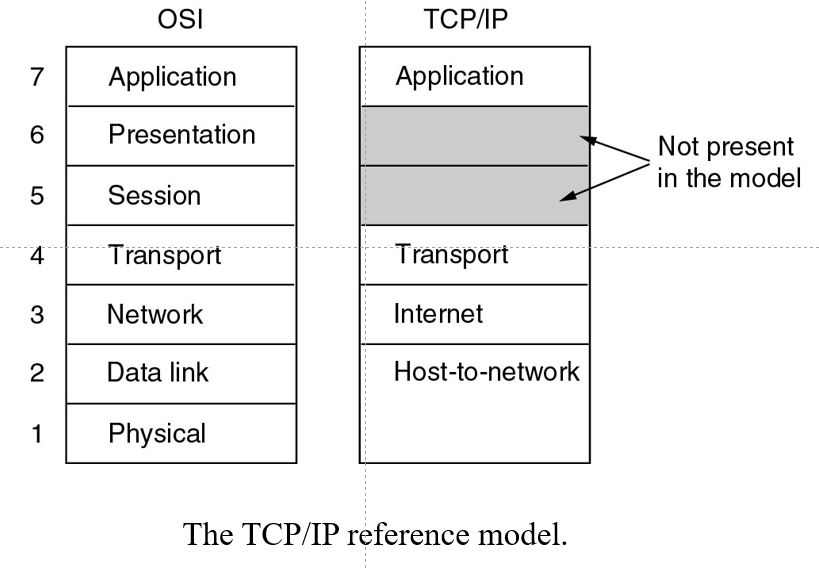 OSI TCP/IP
7 Application Application
6 Presentation
Not present
in the model
5 Session
4 Transport Transport
3 Network Internet
2 Data link Host-to-network
1 Physical
The TCP/IP reference model.